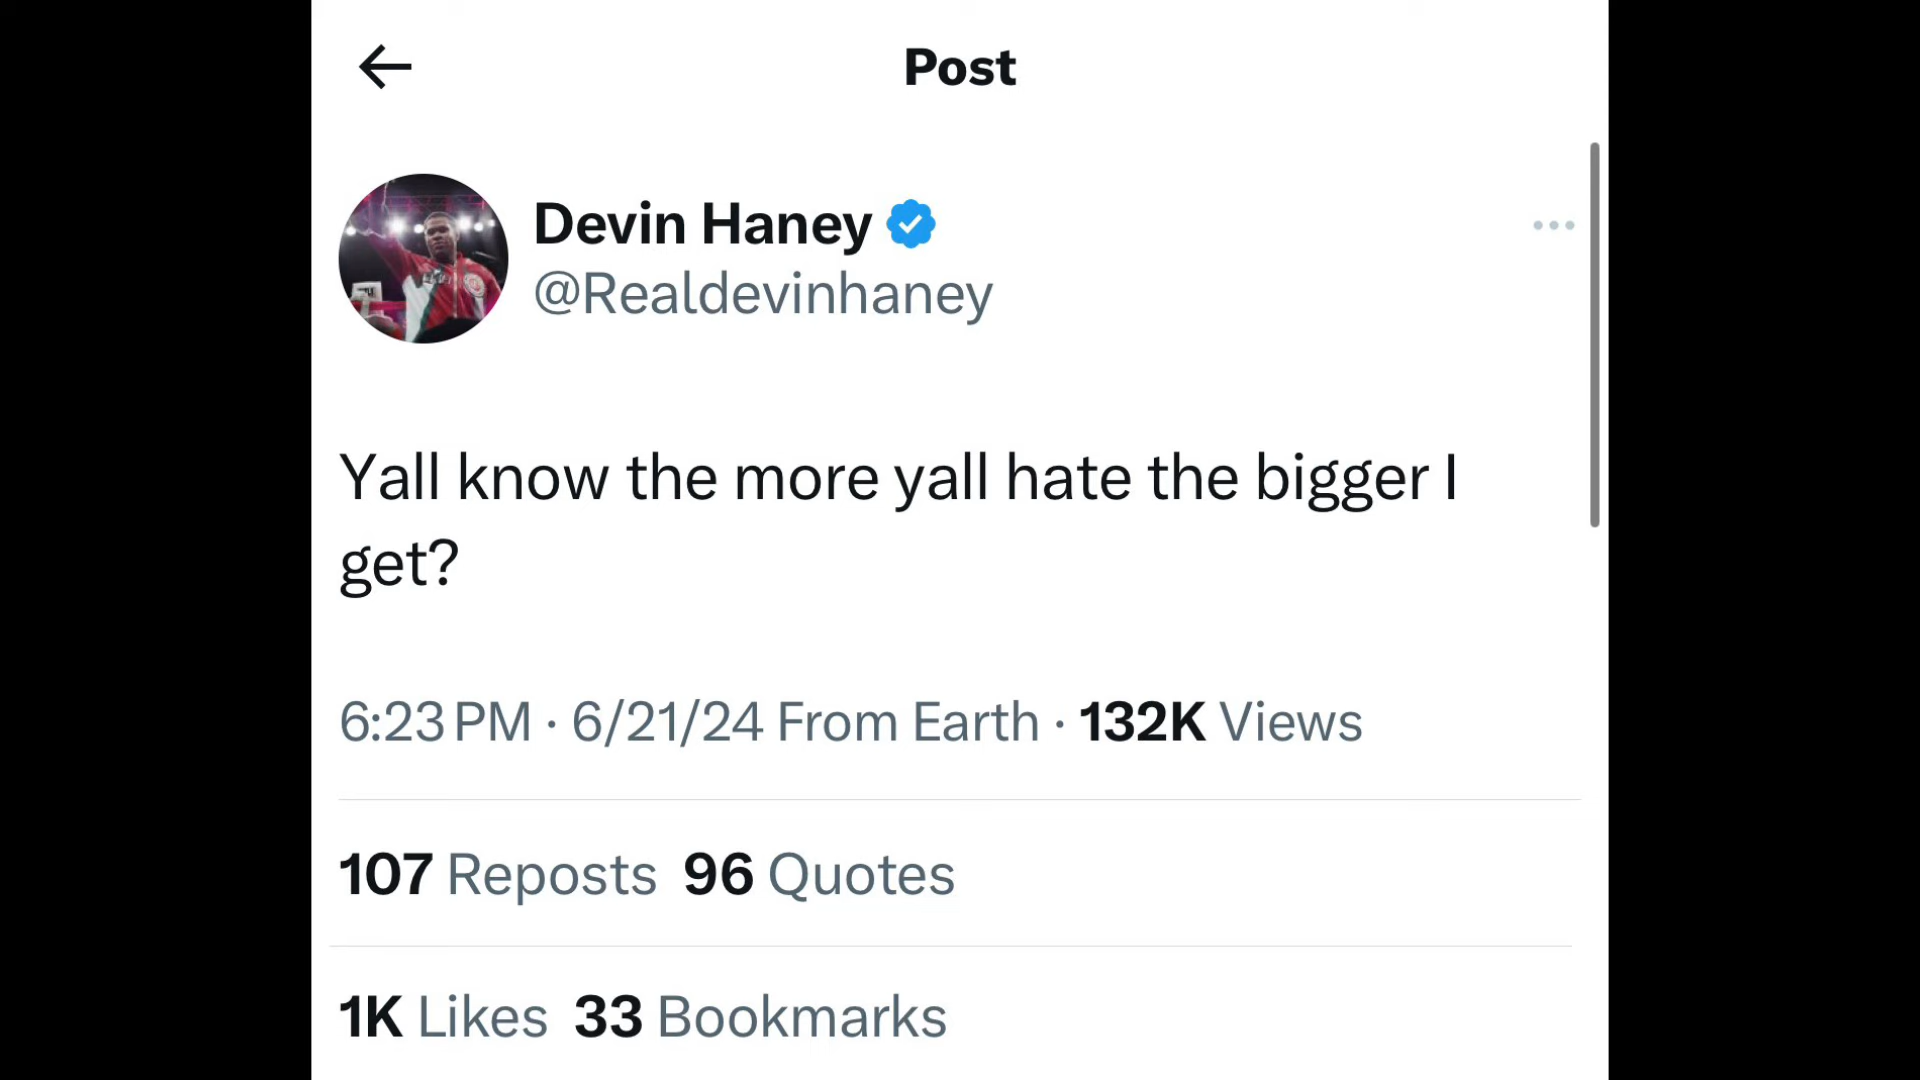 Post
Devin Haney
@Realdevinhaney
Yall know the more yall hate the bigger I
get?
6:23 PM · 6/21/24 From Earth · 132K Views
107 Reposts 96 Quotes
1K Likes 33 Bookmarks